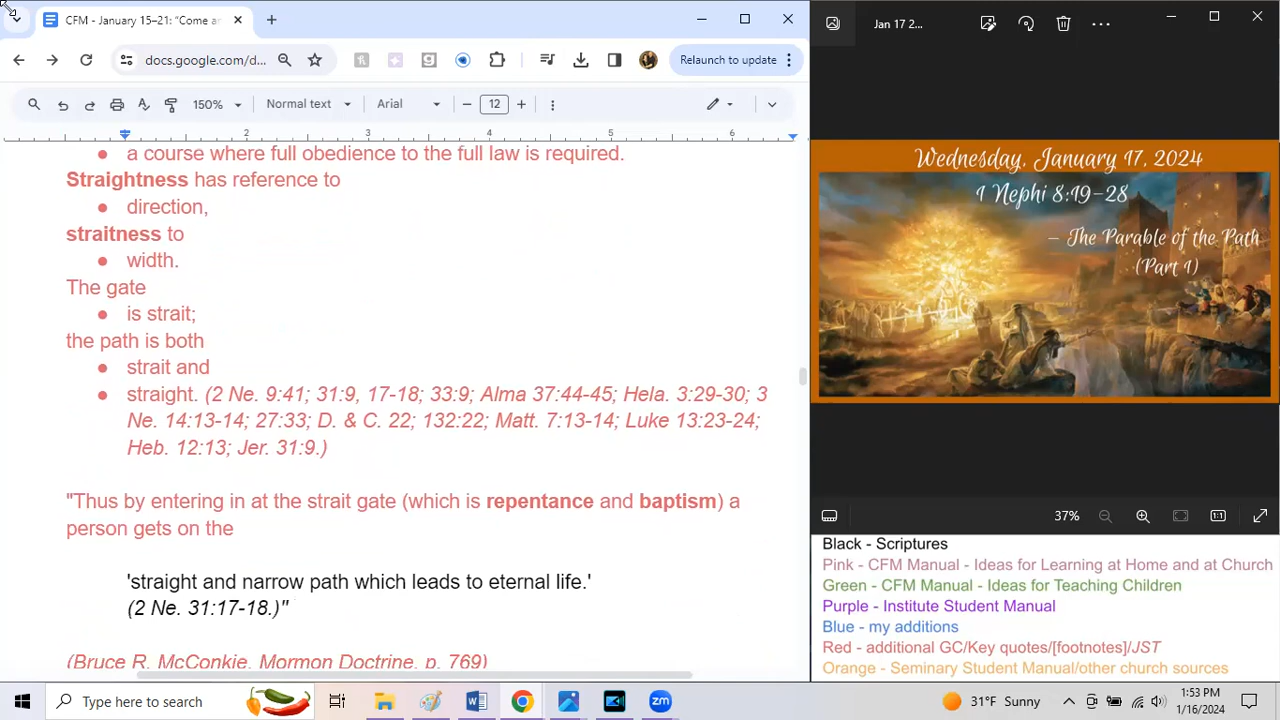 CFM - January 15–21: "Come an
docs.google.com/d...
Relaunch to update
150%
Normal text
Arial
12
2 3 4 5 6
● a course where full obedience to the full law is required.
Straightness has reference to
● direction,
straitness to
● width.
The gate
● is strait;
the path is both
● strait and
● straight. (2 Ne. 9:41; 31:9, 17-18; 33:9; Alma 37:44-45; Hela. 3:29-30; 3
Ne. 14:13-14; 27:33; D. & C. 22; 132:22; Matt. 7:13-14; Luke 13:23-24;
Heb. 12:13; Jer. 31:9.)
"Thus by entering in at the strait gate (which is repentance and baptism) a
person gets on the
'straight and narrow path which leads to eternal life.'
(2 Ne. 31:17-18.)"
(Bruce R. McConkie, Mormon Doctrine, p. 769)
Jan 17 2...
Wednesday, January 17, 2024
1 Nephi 8:19-28
– The Parable of the Path
(Part 1)
37%
1:1
Black - Scriptures
Pink - CFM Manual - Ideas for Learning at Home and at Church
Green - CFM Manual - Ideas for Teaching Children
Purple - Institute Student Manual
Blue - my additions
Red - additional GC/Key quotes/[footnotes]/JST
Orange - Seminary Student Manual/other church sources
Type here to search
zm
31°F Sunny
1:53 PM
1/16/2024